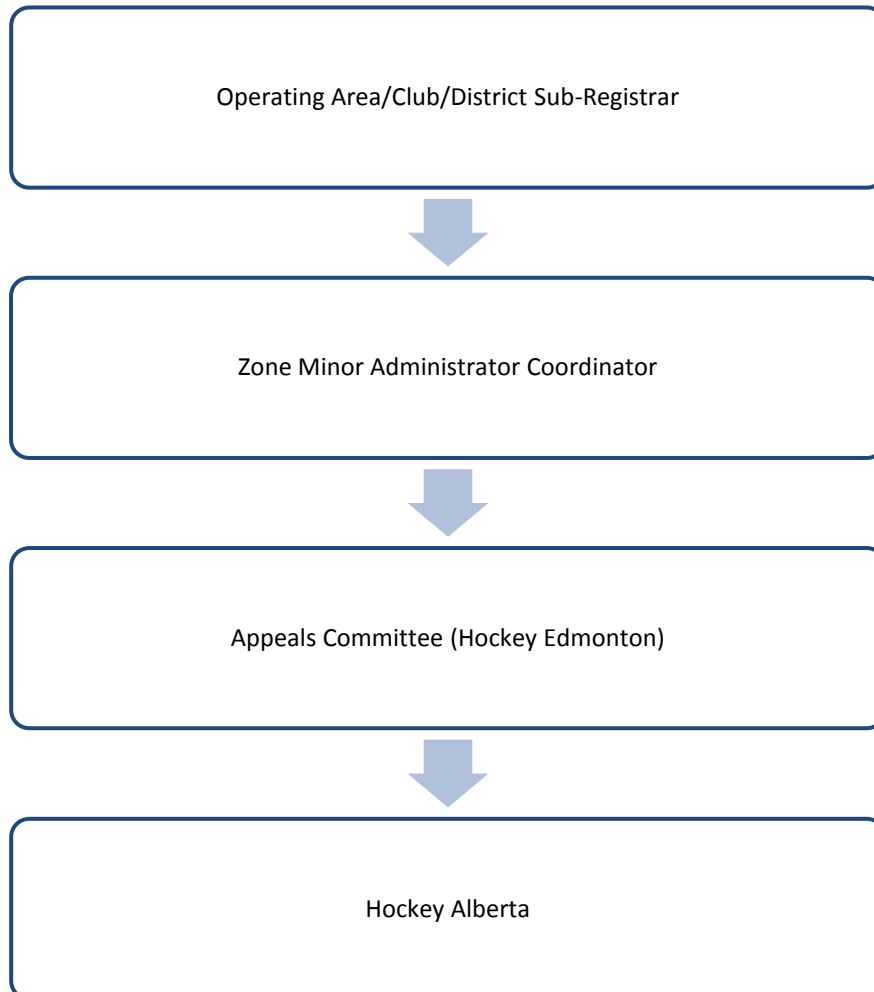 Operating Area/Club/District Sub-Registrar
Zone Minor Administrator Coordinator
Appeals Committee (Hockey Edmonton)
Hockey Alberta